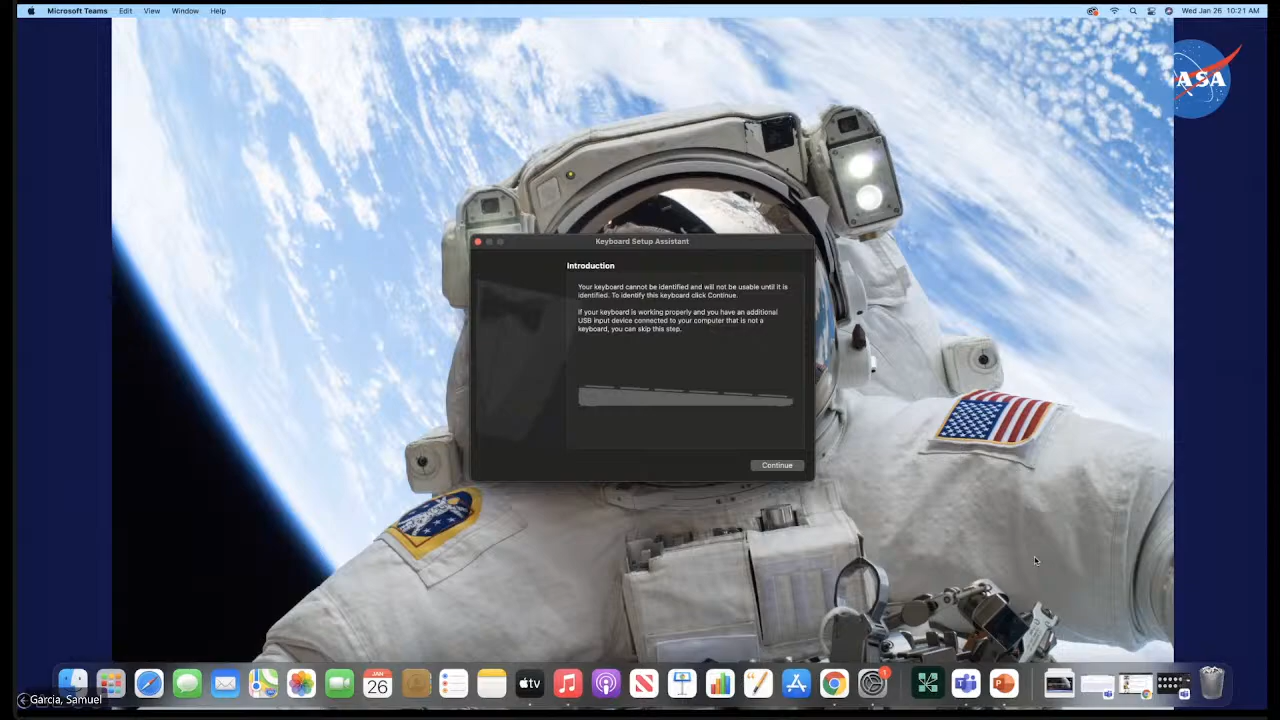 Microsoft Teams Edit View Window Help
Wed Jan 26 10:21 AM
ASA
Keyboard Setup Assistant
Introduction
Your keyboard cannot be identified and will not be usable until it is
identified. To identify this keyboard click Continue.
If your keyboard is working properly and you have an additional
USB input device connected to your computer that is not a
keyboard, you can skip this step.
Continue
JAN
26
tv
1
Garcia, Samuel